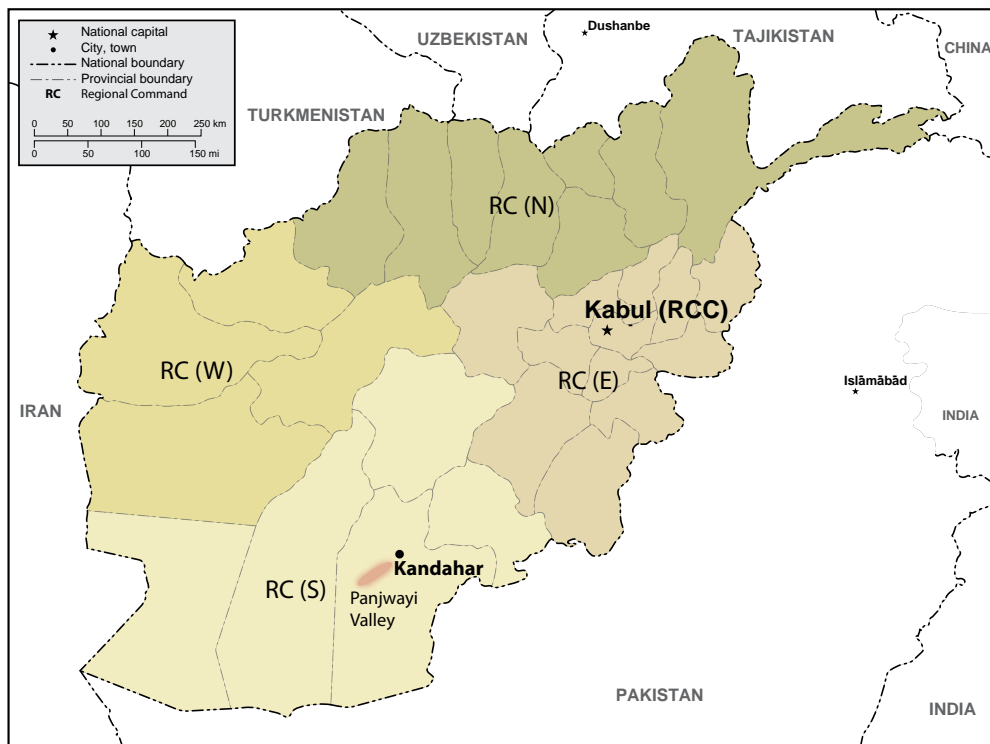 National capital
City, town
National boundary
Provincial boundary
RC Regional Command
0 50 100 150 200 250 km
0 50 100 150 mi
UZBEKISTAN
Dushanbe
TAJIKISTAN
CHINA
TURKMENISTAN
RC (N)
Kabul (RCC)
RC (W)
RC (E)
Islāmābād
IRAN
INDIA
Kandahar
RC (S)
Panjwayi
Valley
PAKISTAN
INDIA